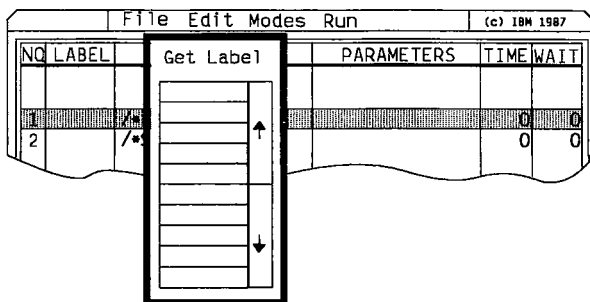 File Edit Modes Run (c) IBM 1987
NO LABEL Get Label PARAMETERS TIME WAIT
1 /* 0 0
2 /* 0 0